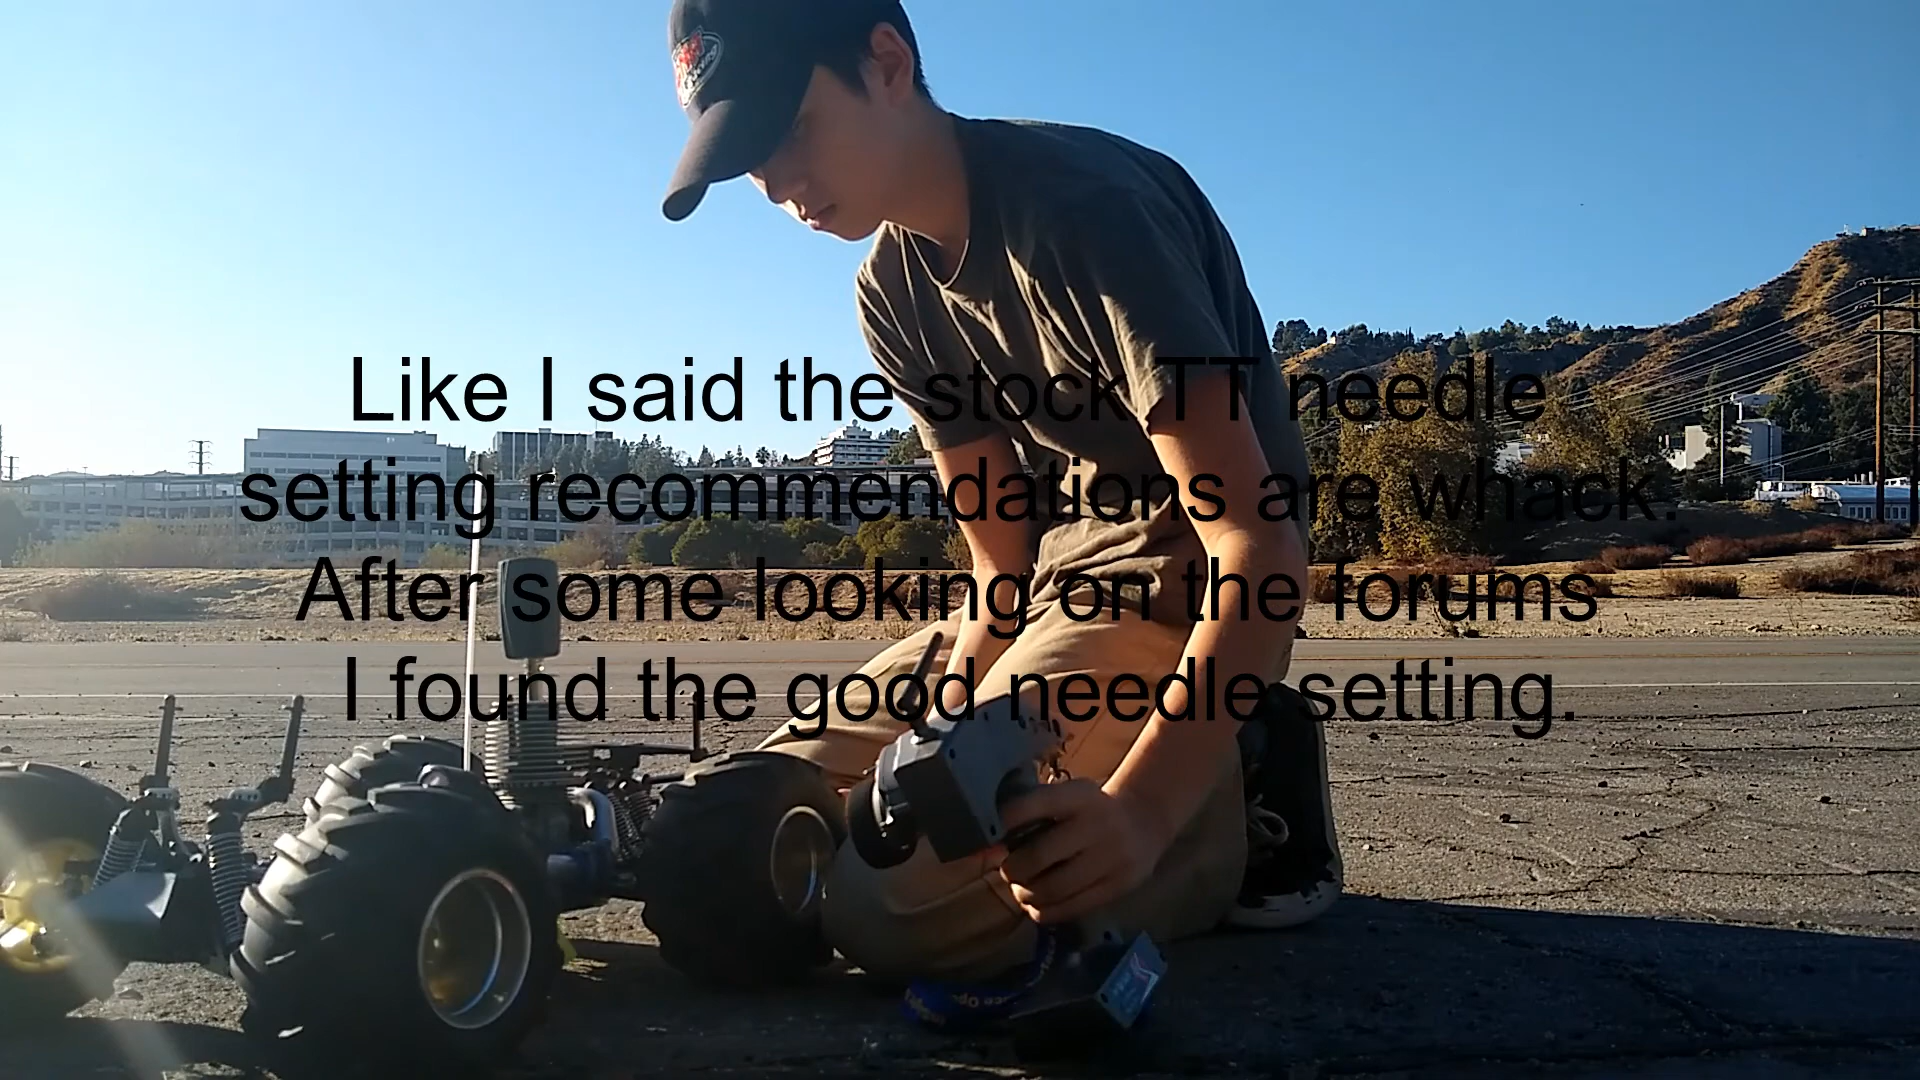 Like I said the stock TT needle
setting recommendations are whack.
After some looking on the forums
I found the good needle setting.